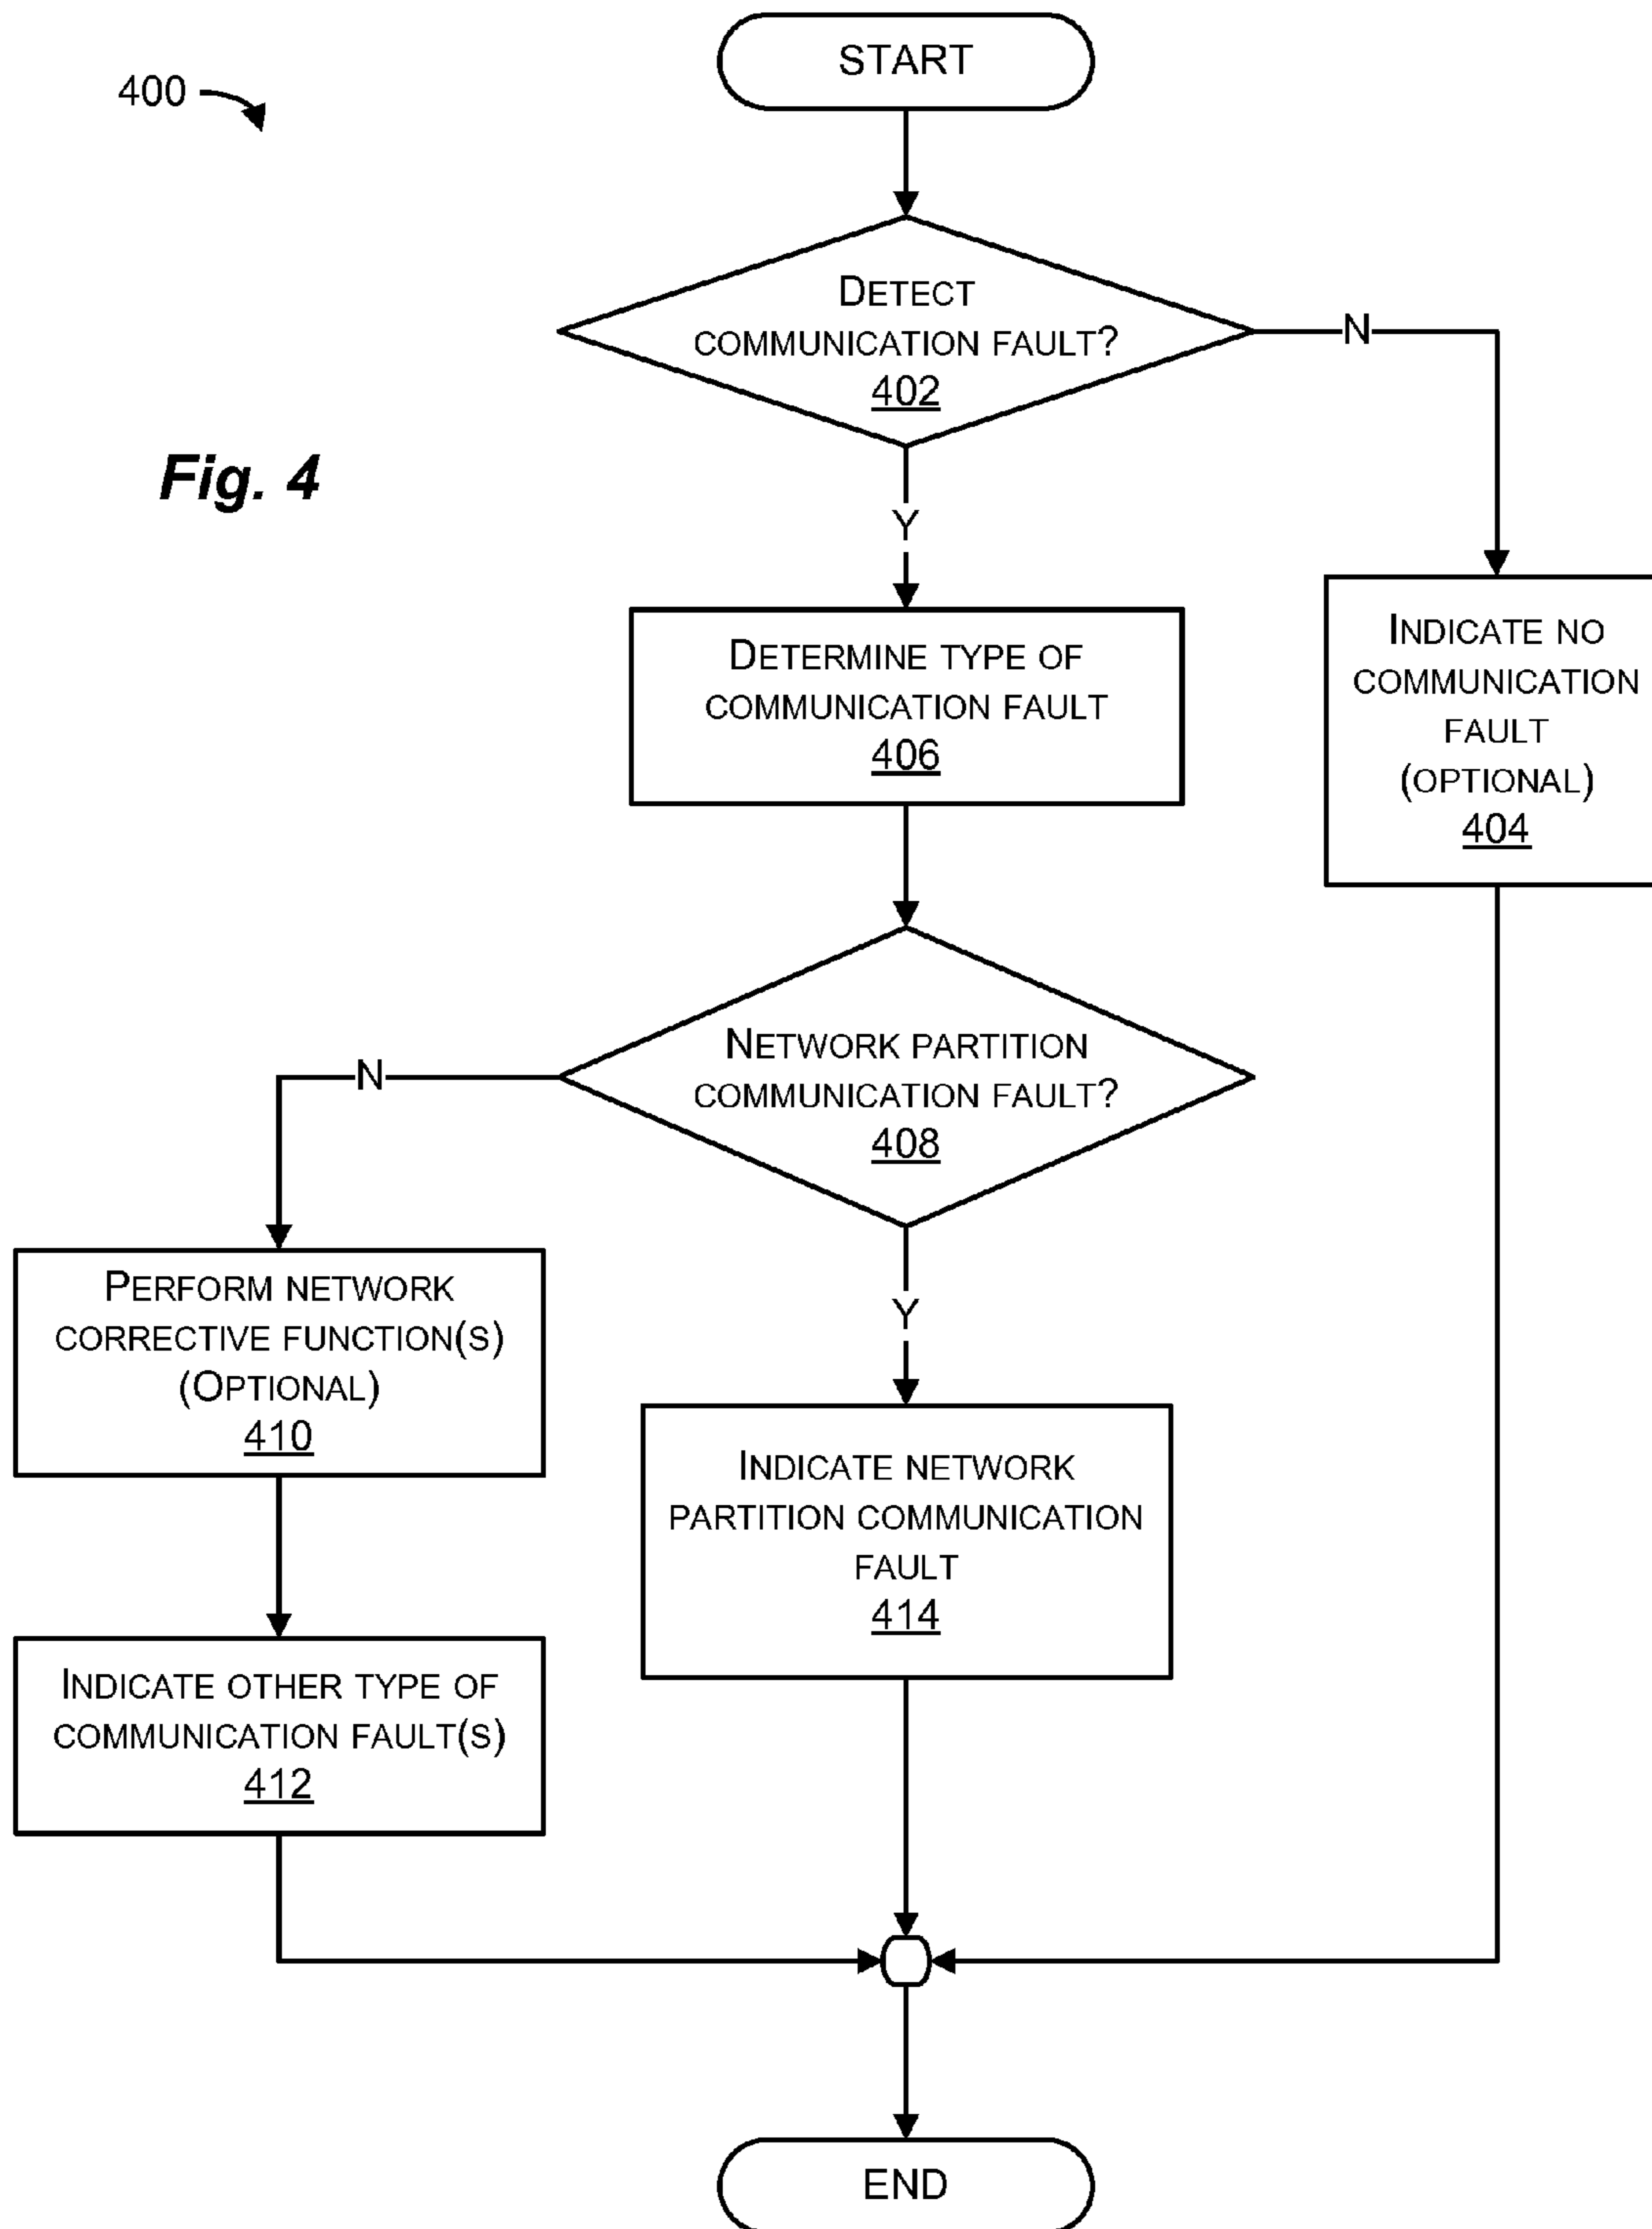 START
400
DETECT
COMMUNICATION FAULT?
402
N
Fig. 4
Y
DETERMINE TYPE OF
COMMUNICATION FAULT
406
INDICATE NO
COMMUNICATION
FAULT
(OPTIONAL)
404
NETWORK PARTITION
COMMUNICATION FAULT?
408
N
Y
PERFORM NETWORK
CORRECTIVE FUNCTION(S)
(OPTIONAL)
410
INDICATE NETWORK
PARTITION COMMUNICATION
FAULT
414
INDICATE OTHER TYPE OF
COMMUNICATION FAULT(S)
412
END